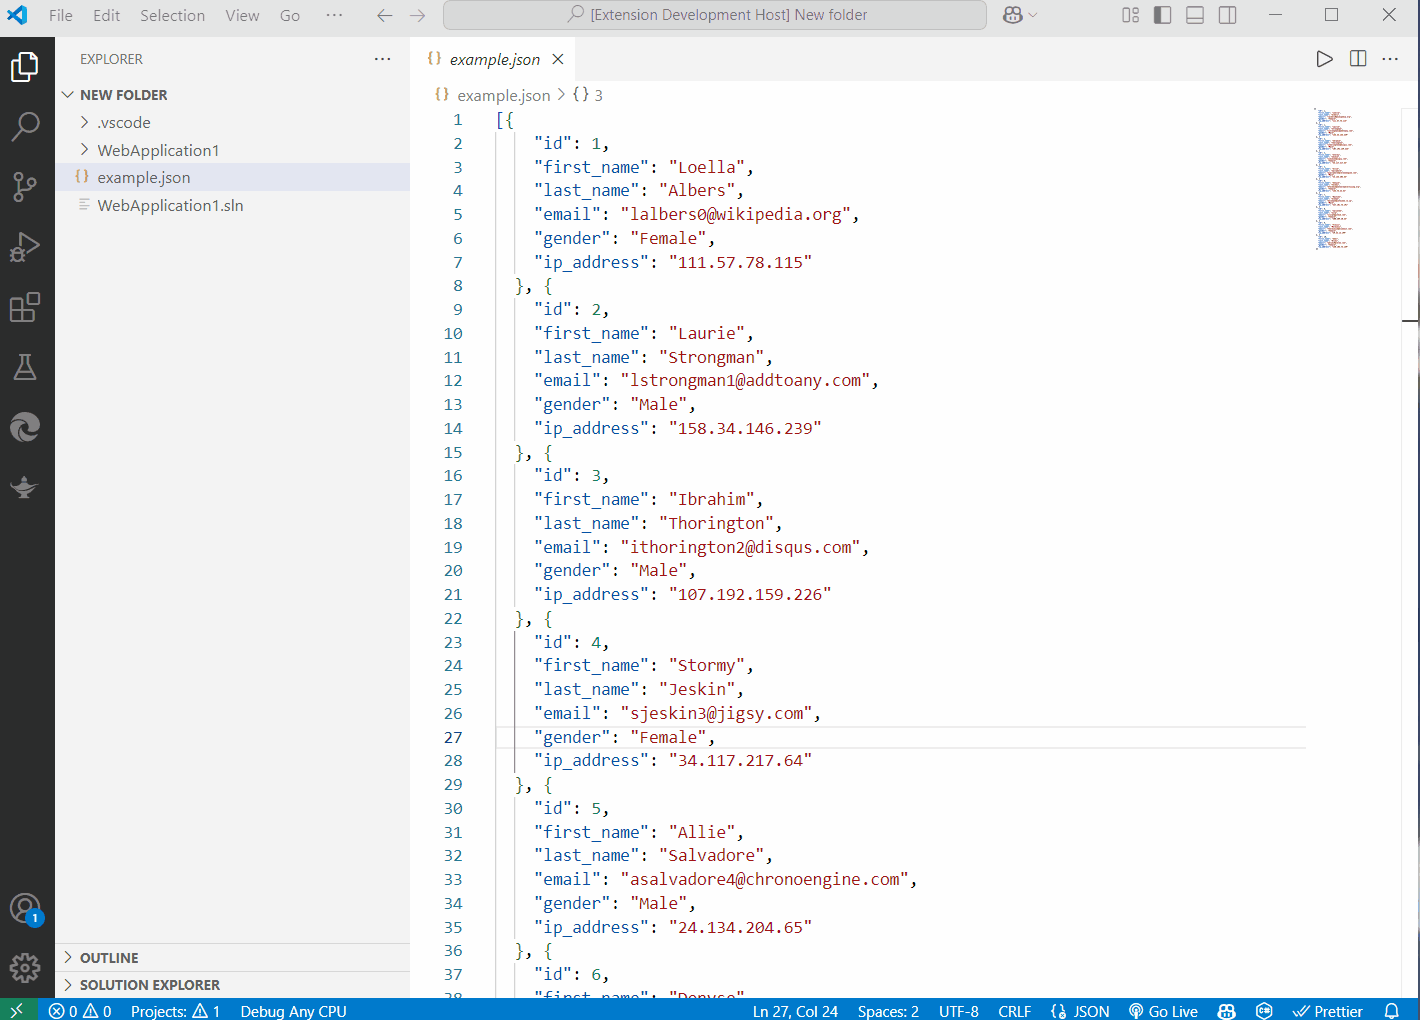 File Edit Selection View Go ··· [Extension Development Host] New folder
EXPLORER ···
NEW FOLDER
.vscode
WebApplication1
{} example.json
WebApplication1.sln
OUTLINE
SOLUTION EXPLORER
1
{} example.json
{} example.json > {} 3
1 [{
2 "id": 1,
3 "first_name": "Loella",
4 "last_name": "Albers",
5 "email": "lalbers0@wikipedia.org",
6 "gender": "Female",
7 "ip_address": "111.57.78.115"
8 }, {
9 "id": 2,
10 "first_name": "Laurie",
11 "last_name": "Strongman",
12 "email": "lstrongman1@addtoany.com",
13 "gender": "Male",
14 "ip_address": "158.34.146.239"
15 }, {
16 "id": 3,
17 "first_name": "Ibrahim",
18 "last_name": "Thorington",
19 "email": "ithorington2@disqus.com",
20 "gender": "Male",
21 "ip_address": "107.192.159.226"
22 }, {
23 "id": 4,
24 "first_name": "Stormy",
25 "last_name": "Jeskin",
26 "email": "sjeskin3@jigsy.com",
27 "gender": "Female",
28 "ip_address": "34.117.217.64"
29 }, {
30 "id": 5,
31 "first_name": "Allie",
32 "last_name": "Salvadore",
33 "email": "asalvadore4@chronoengine.com",
34 "gender": "Male",
35 "ip_address": "24.134.204.65"
36 }, {
37 "id": 6,
0 0 Projects: 1 Debug Any CPU Ln 27, Col 24 Spaces: 2 UTF-8 CRLF {} JSON Go Live Prettier